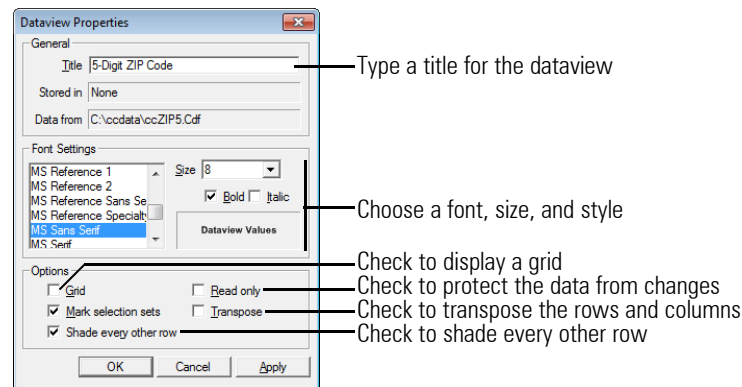 Dataview Properties
General
Title 5-Digit ZIP Code
Type a title for the dataview
Stored in None
Data from C:\ccdata\ccZIP5.Cdf
Font Settings
MS Reference 1
MS Reference 2
MS Reference Sans Se
MS Reference Specialt
MS Sans Serif
MS Serif
Size 8
Bold Italic
Dataview Values
Choose a font, size, and style
Options
Grid
Read only
Mark selection sets
Transpose
Shade every other row
Check to display a grid
Check to protect the data from changes
Check to transpose the rows and columns
Check to shade every other row
OK Cancel Apply